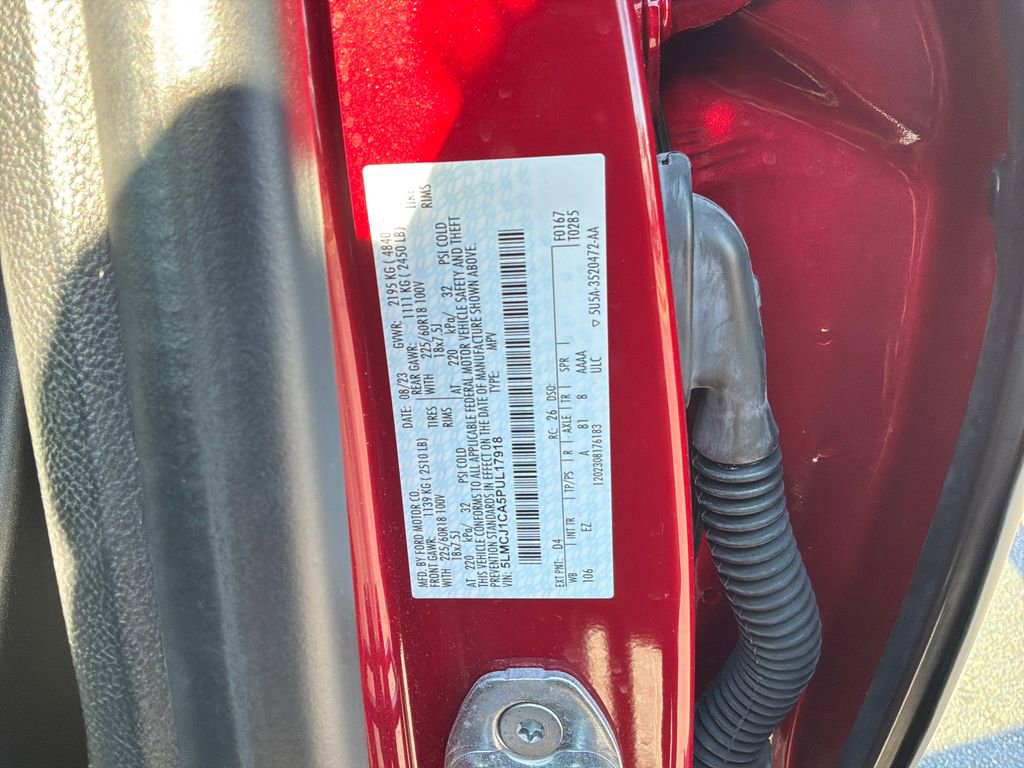 MFD. BY FORD MOTOR CO. DATE: 08/23 GVWR: 2195 KG ( 4840
FRONT GAWR: 1139 KG ( 2510 LB) REAR GAWR: 1111 KG ( 2450 LB)
WITH 225/60R18 100V TIRES WITH 225/60R18 100V
18x7.5J RIMS 18x7.5J RIMS
AT 220 kPa/ 32 PSI COLD AT 220 kPa/ 32 PSI COLD
THIS VEHICLE CONFORMS TO ALL APPLICABLE FEDERAL MOTOR VEHICLE SAFETY AND THEFT
PREVENTION STANDARDS IN EFFECT ON THE DATE OF MANUFACTURE SHOWN ABOVE.
VIN: 5LMCJ1CA5PUL17918 TYPE: MPV
EXT PNT: D4 RC: 26 DSO: F0167
WB INT TR TP/PS R AXLE TR SPR T0285
106 EZ A 81 8 AAAA
1202308176183 ULC ▽ 5U5A-3520472-AA